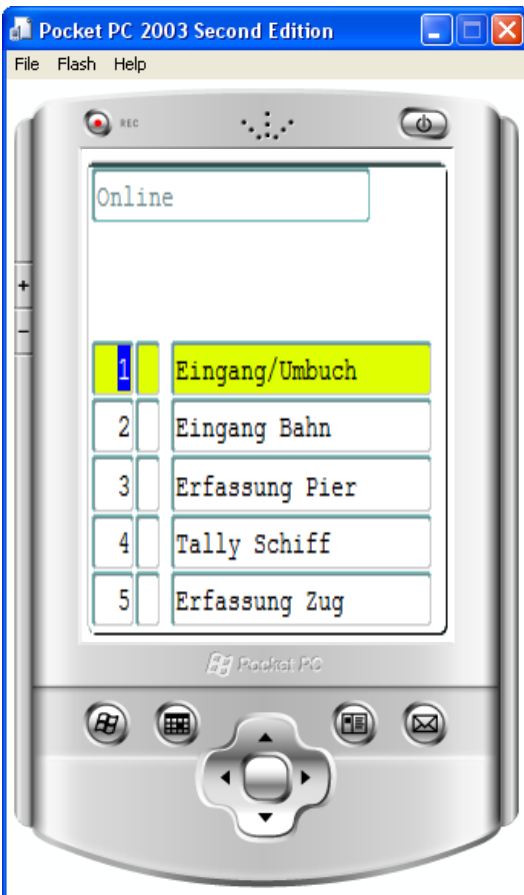 Pocket PC 2003 Second Edition
File Flash Help
REC
Online
1 Eingang/Umbuch
2 Eingang Bahn
3 Erfassung Pier
4 Tally Schiff
5 Erfassung Zug
Pocket PC